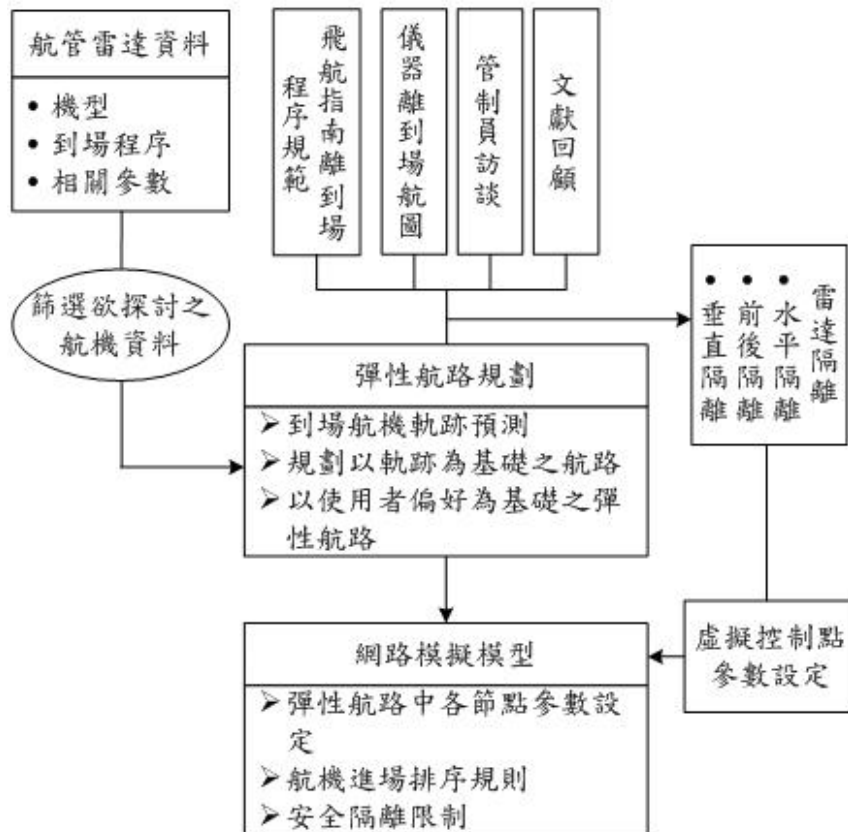 航管雷達資料
• 機型
• 到場程序
• 相關參數
飛航指南離到場
程序規範
儀器離到場航圖
管制員訪談
文獻回顧
篩選欲探討之
航機資料
雷達隔離
• 水平隔離
• 前後隔離
• 垂直隔離
彈性航路規劃
➢ 到場航機軌跡預測
➢ 規劃以軌跡為基礎之航路
➢ 以使用者偏好為基礎之彈
性航路
虛擬控制點
參數設定
網路模擬模型
➢ 彈性航路中各節點參數設
定
➢ 航機進場排序規則
➢ 安全隔離限制